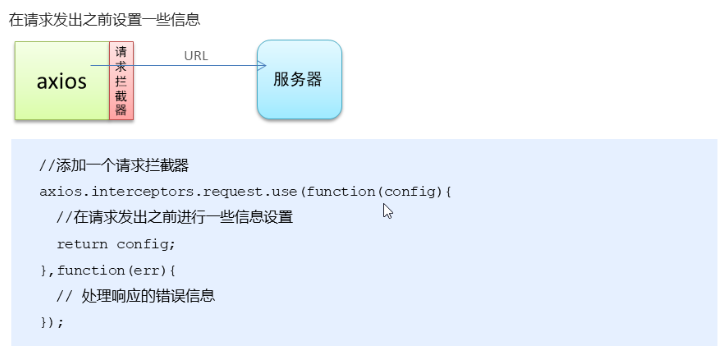 在请求发出之前设置一些信息
axios
请求拦截器
URL
服务器
//添加一个请求拦截器
axios.interceptors.request.use(function(config){
//在请求发出之前进行一些信息设置
return config;
},function(err){
// 处理响应的错误信息
});